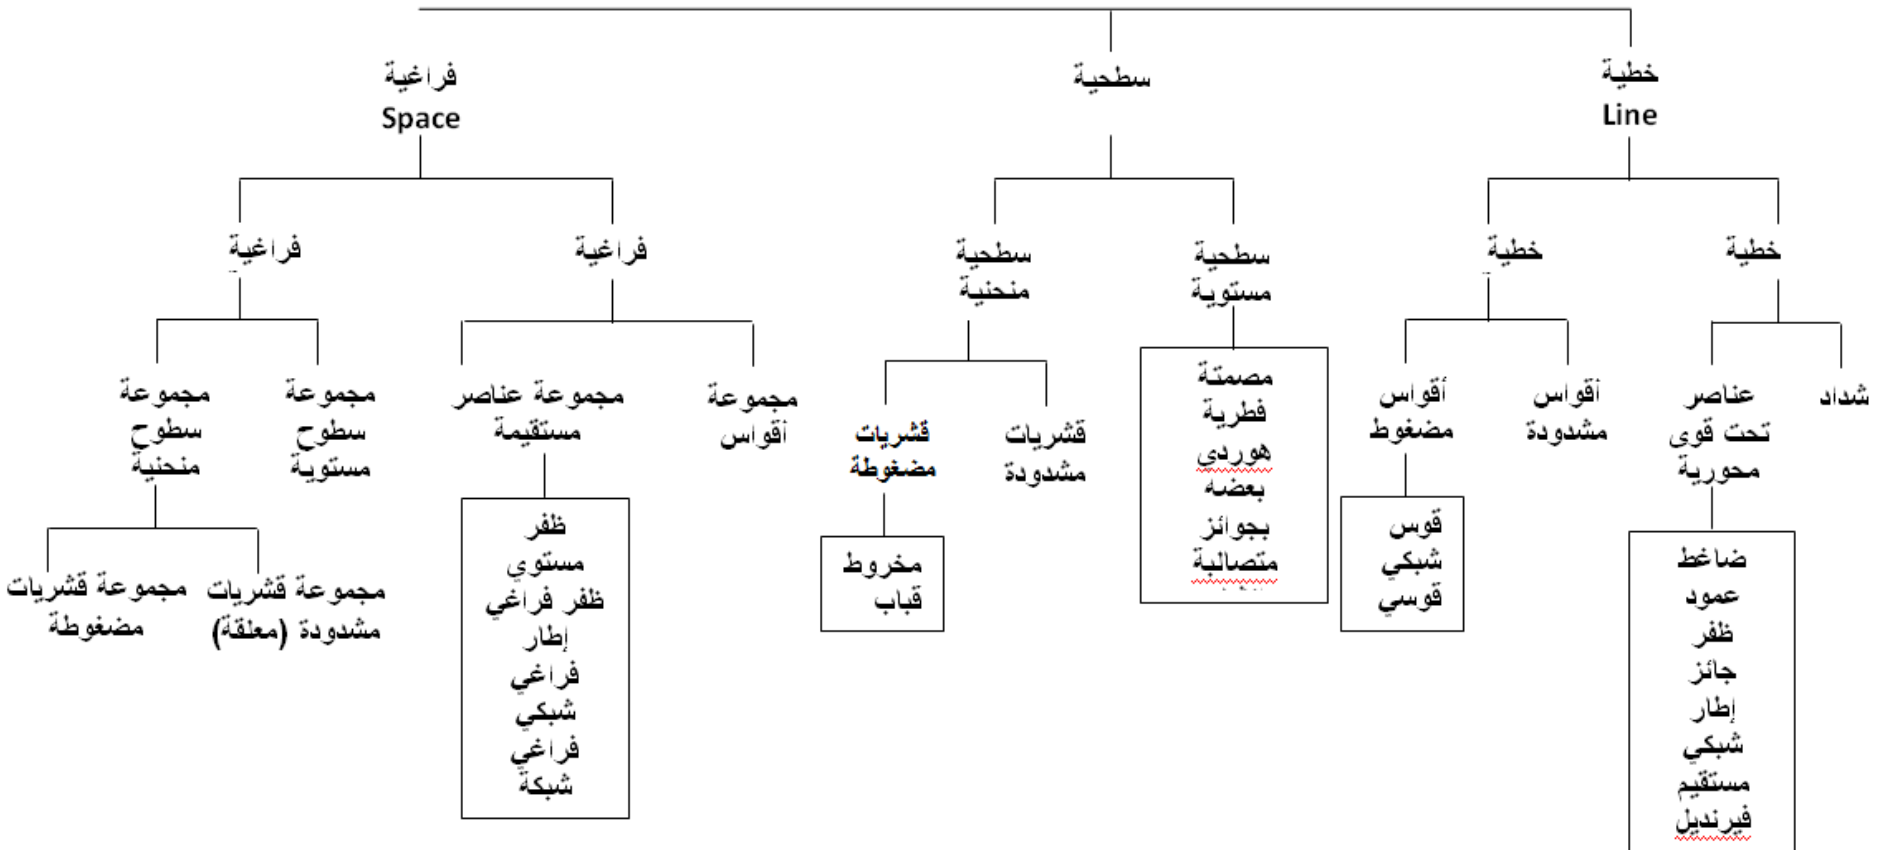 خطية
Line
سطحية
فراغية
Space
خطية
خطية
سطحية
مستوية
سطحية
منحنية
فراغية
فراغية
شداد
عناصر
تحت قوى
محورية
أقواس
مشدودة
أقواس
مضغوط
مصمتة
فطرية
هوردي
بعضه
بجوائز
متصالبة
قشريات
مشدودة
قشريات
مضغوطة
مجموعة
أقواس
مجموعة عناصر
مستقيمة
مجموعة
سطوح
مستوية
مجموعة
سطوح
منحنية
ضاغط
عمود
ظفر
جائز
إطار
شبكي
مستقيم
فيرنديل
قوس
شبكي
قوسي
مخروط
قباب
ظفر
مستوي
ظفر فراغي
إطار
فراغي
شبكي
فراغي
شبكة
مجموعة قشريات
مشدودة (معلقة)
مجموعة قشريات
مضغوطة